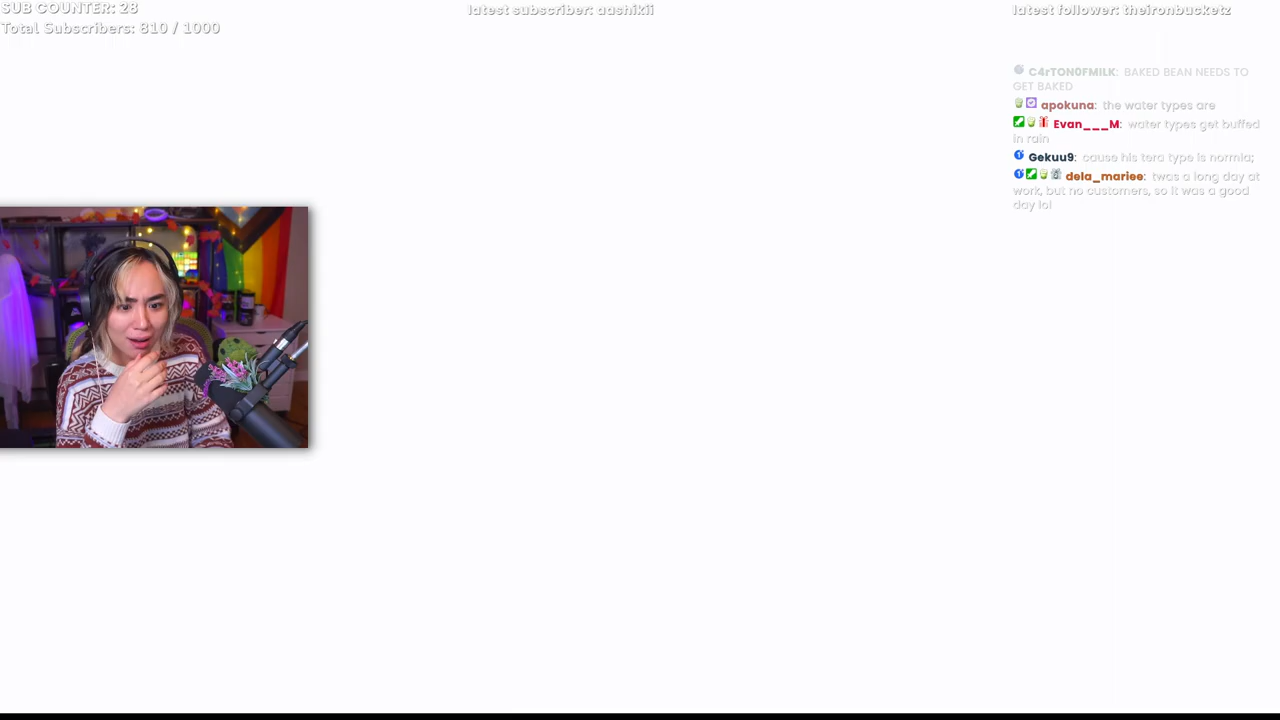 SUB COUNTER: 28
Total Subscribers: 810 / 1000
latest subscriber: aashikii
latest follower: theironbucketz
C4rTON0FMILK: BAKED BEAN NEEDS TO
GET BAKED
apokuna: the water types are
Evan___M: water types get buffed
in rain
Gekuu9: cause his tera type is normla;
dela_mariee: twas a long day at
work, but no customers, so it was a good
day lol